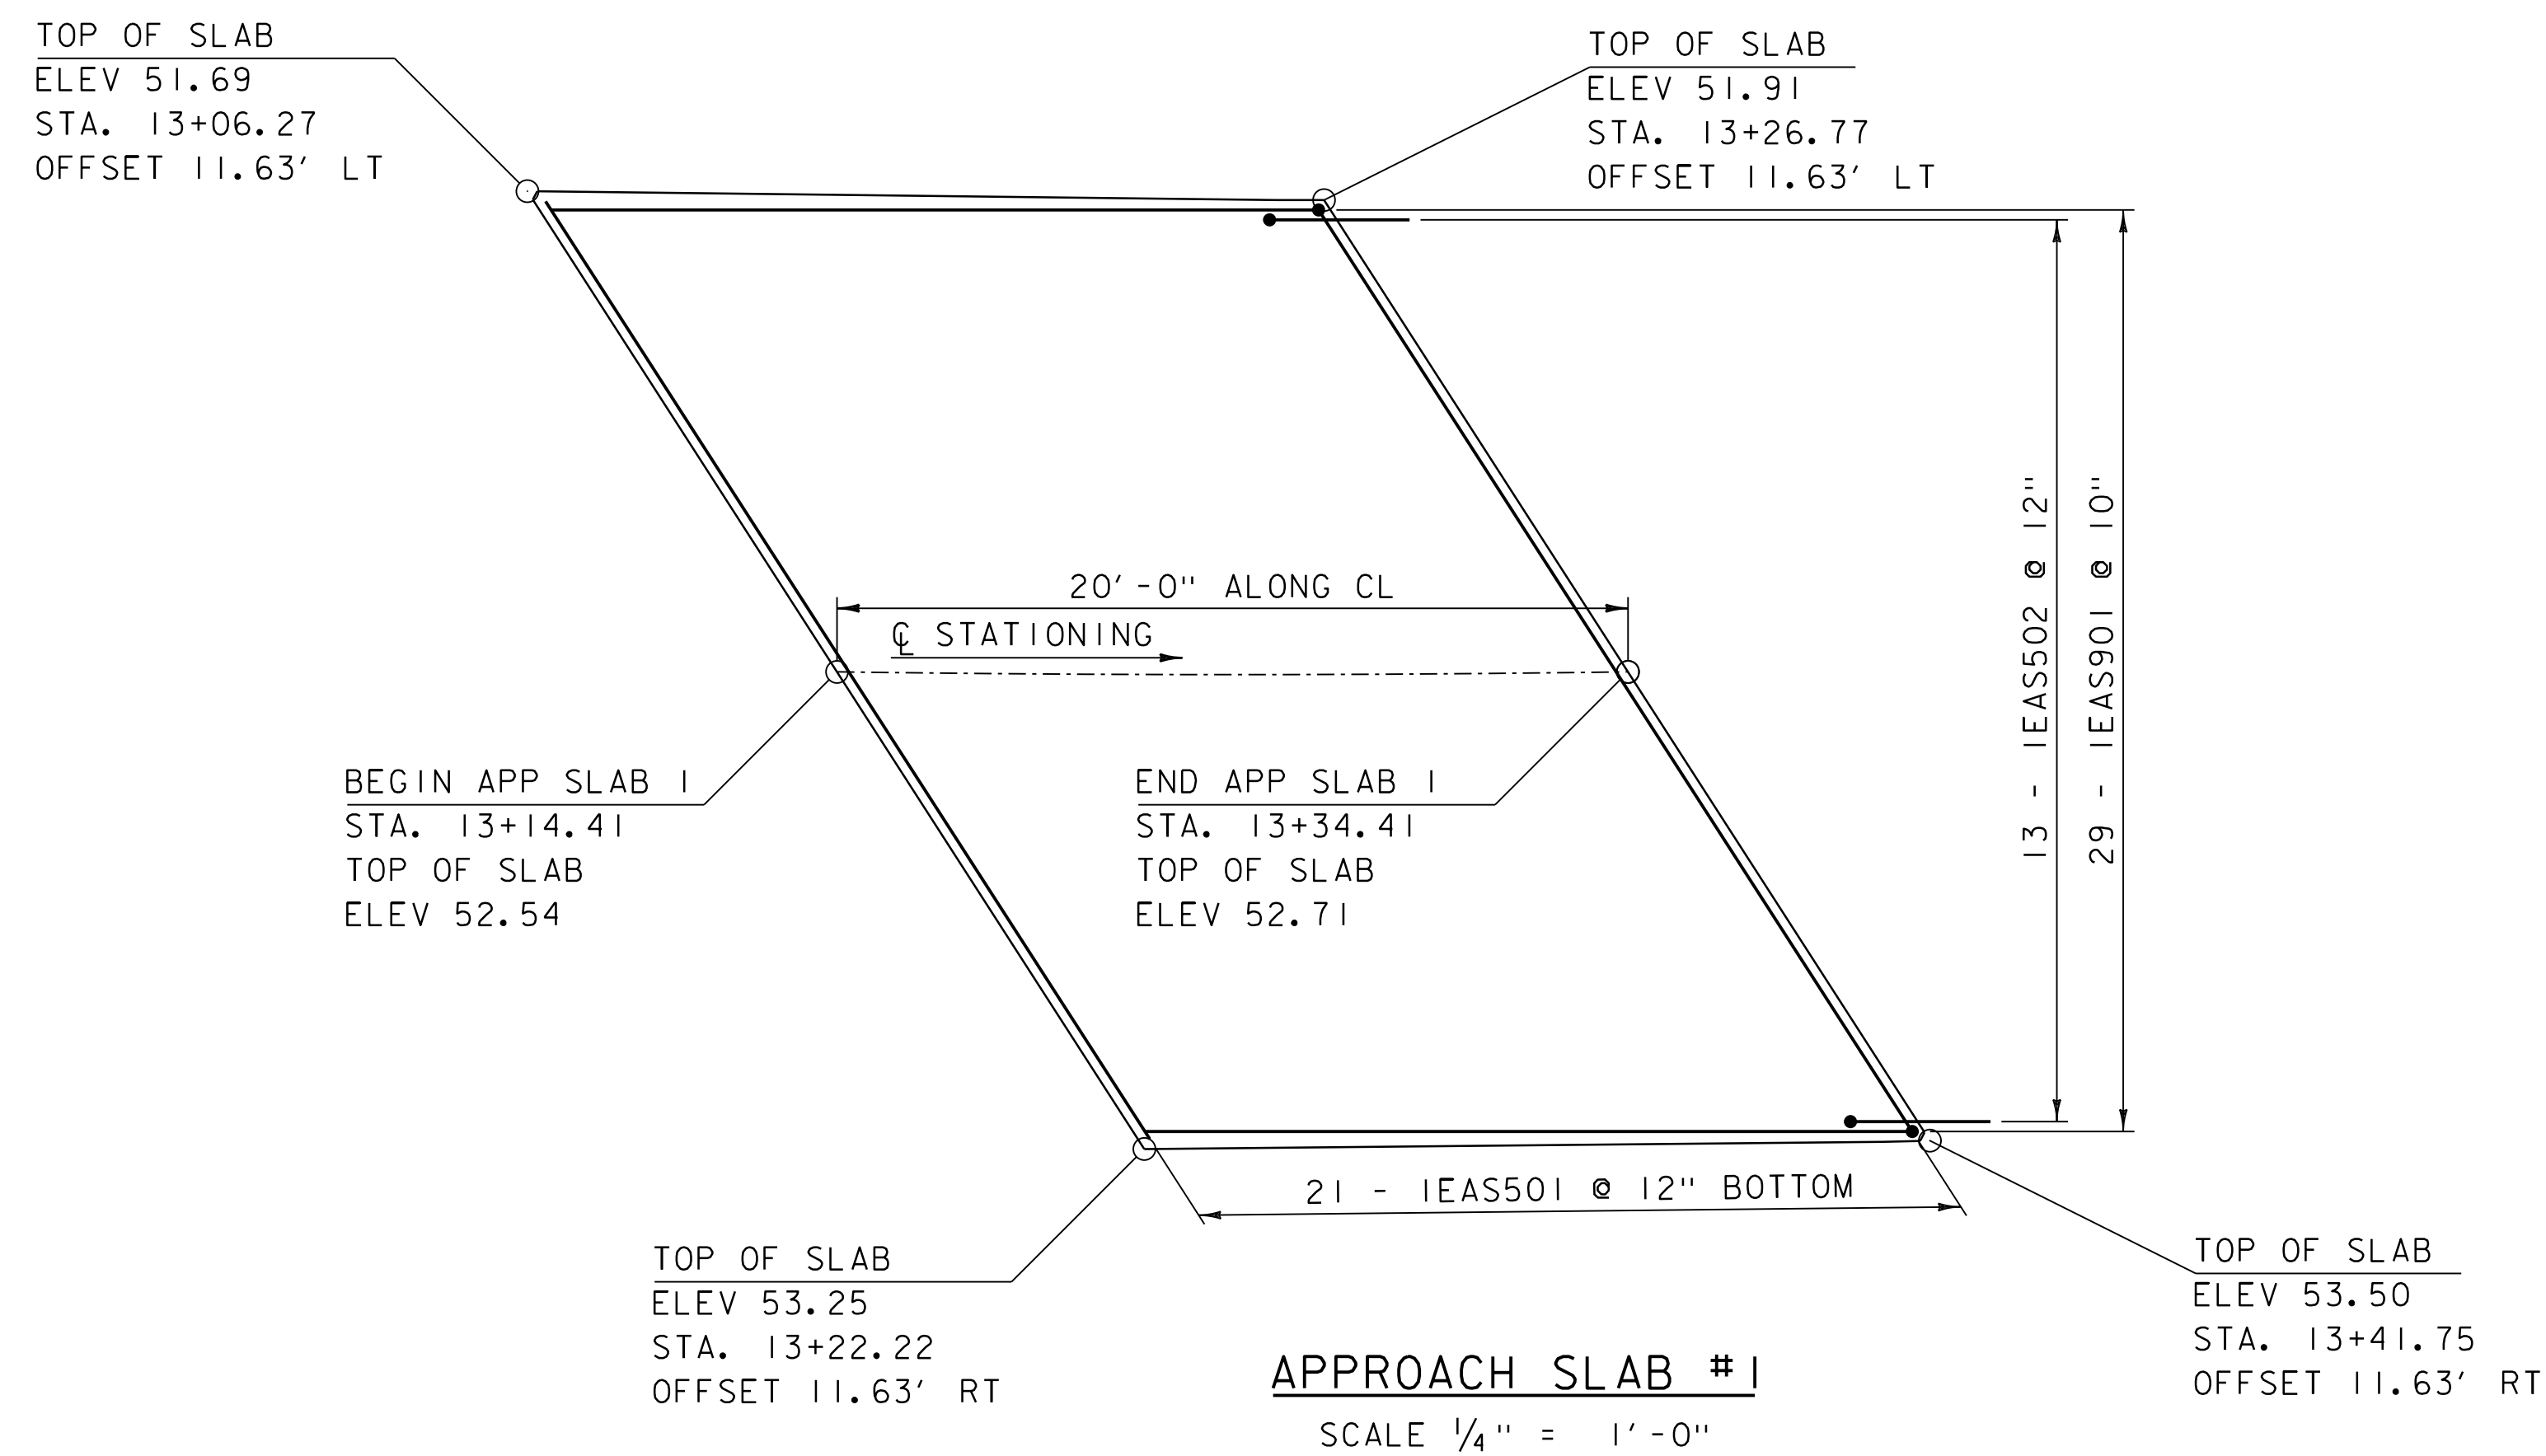 TOP OF SLAB
ELEV 51.69
STA. 13+06.27
OFFSET 11.63' LT
TOP OF SLAB
ELEV 51.91
STA. 13+26.77
OFFSET 11.63' LT
20'-0" ALONG CL
℄ STATIONING
13 - 1EAS502 @ 12"
29 - 1EAS901 @ 10"
BEGIN APP SLAB 1
STA. 13+14.41
TOP OF SLAB
ELEV 52.54
END APP SLAB 1
STA. 13+34.41
TOP OF SLAB
ELEV 52.71
21 - 1EAS501 @ 12" BOTTOM
TOP OF SLAB
ELEV 53.25
STA. 13+22.22
OFFSET 11.63' RT
TOP OF SLAB
ELEV 53.50
STA. 13+41.75
OFFSET 11.63' RT
APPROACH SLAB #1
SCALE 1/4" = 1'-0"